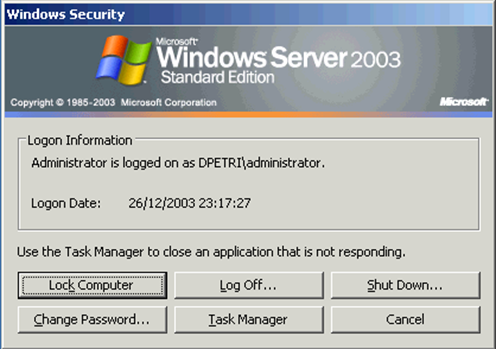 Windows Security
Microsoft®
Windows Server 2003
Standard Edition
Copyright © 1985-2003 Microsoft Corporation
Microsoft
Logon Information
Administrator is logged on as DPETRI\administrator.
Logon Date: 26/12/2003 23:17:27
Use the Task Manager to close an application that is not responding.
Lock Computer
Log Off...
Shut Down...
Change Password...
Task Manager
Cancel